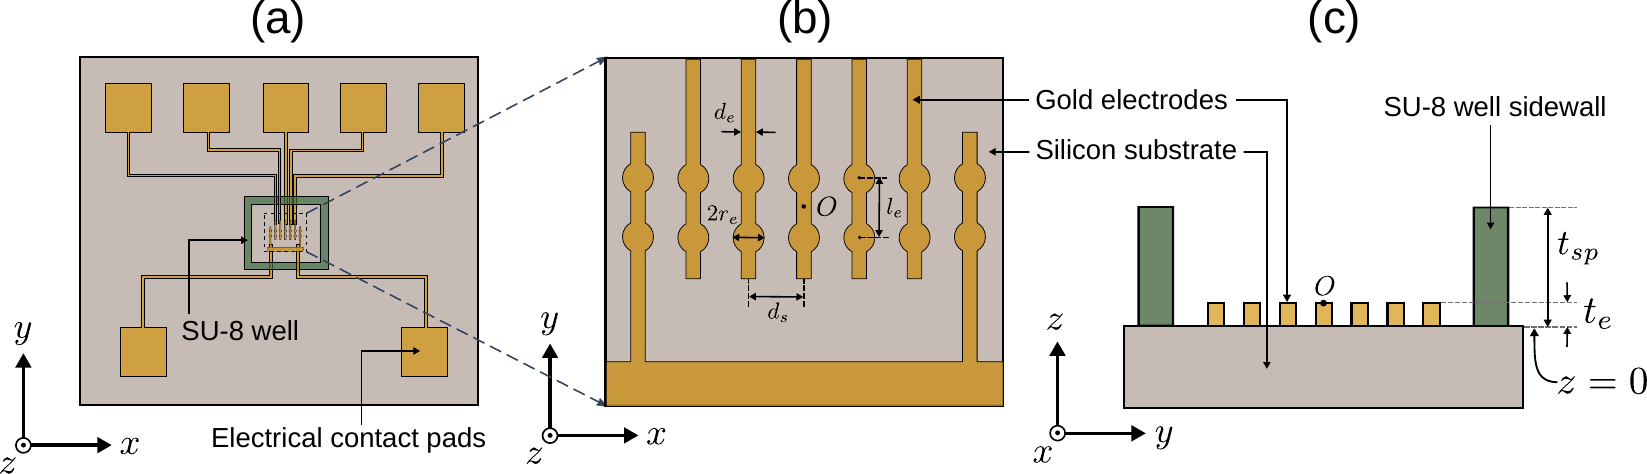 (a)
(b)
(c)
SU-8 well
Electrical contact pads
y
x
z
d_e
2r_e
O
l_e
d_s
y
x
z
Gold electrodes
Silicon substrate
SU-8 well sidewall
O
t_{sp}
t_e
z = 0
z
y
x